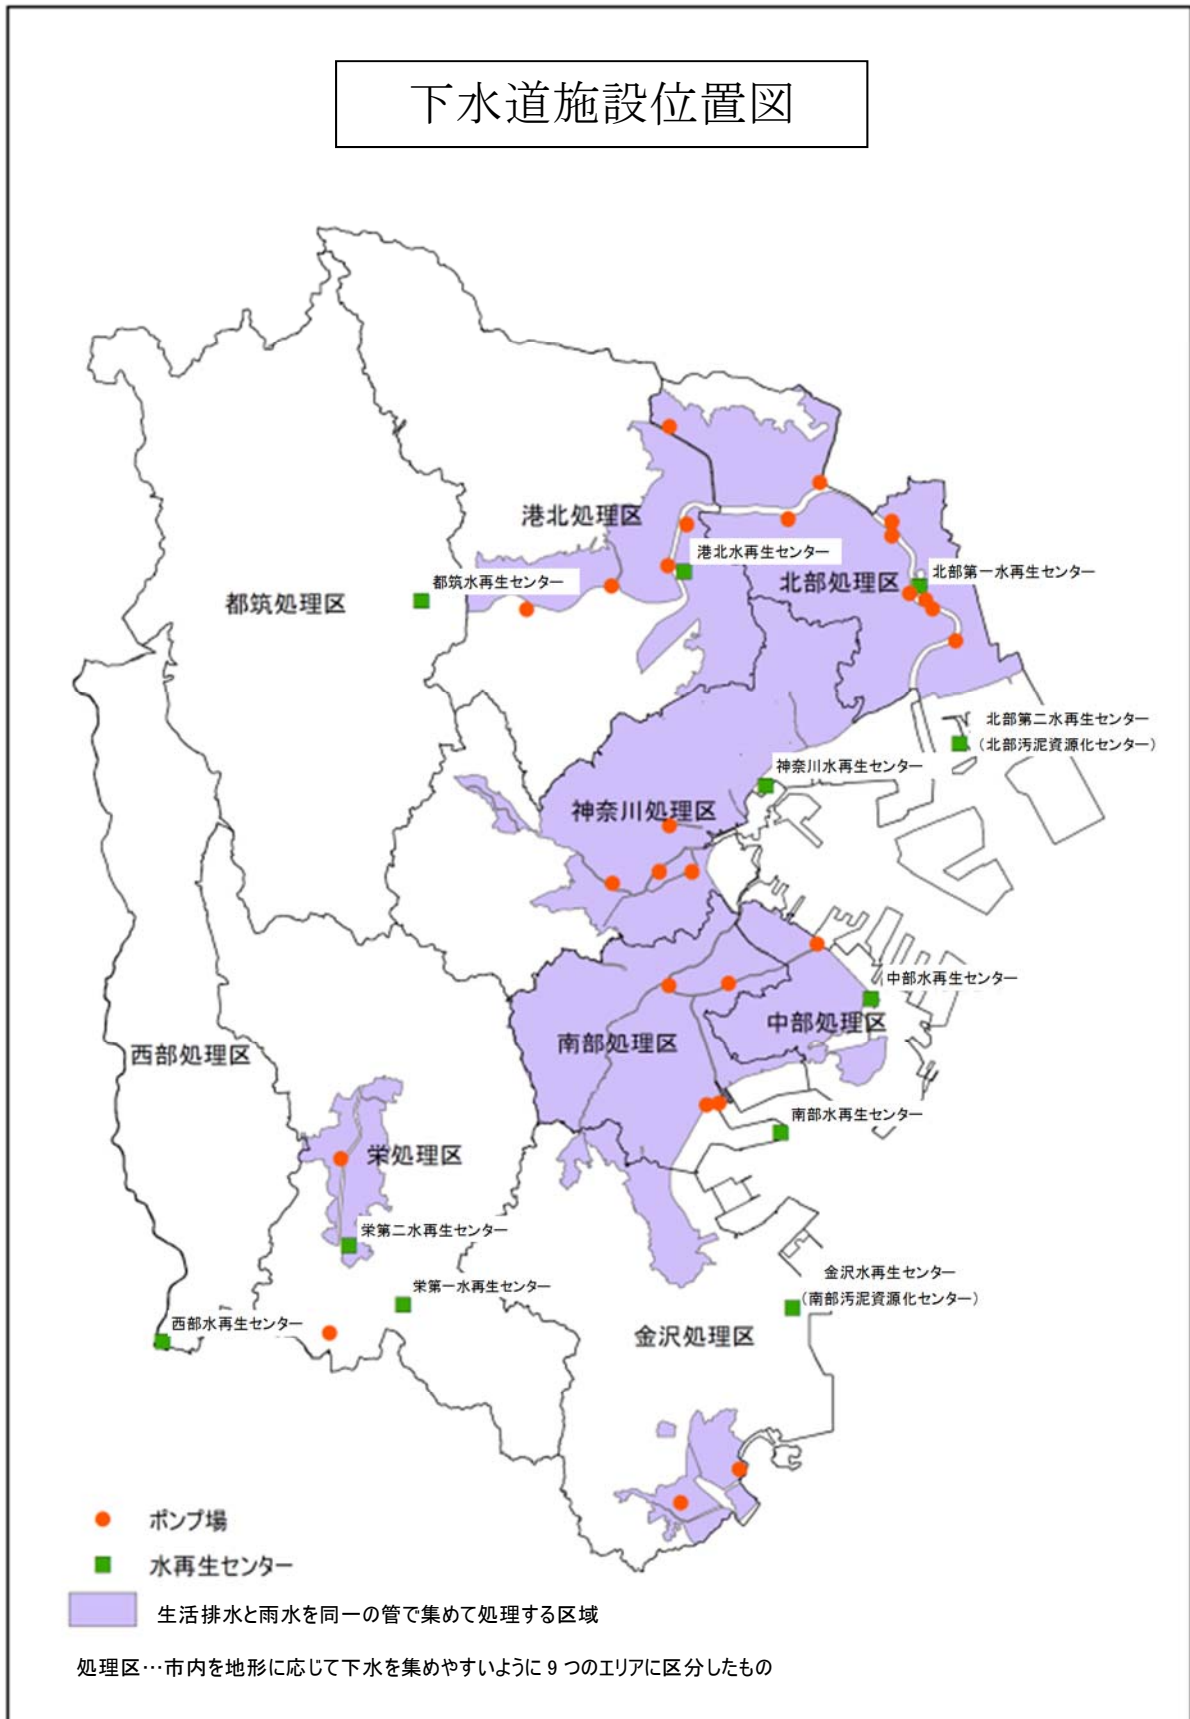 下水道施設位置図
港北処理区
港北水再生センター
都筑水再生センター
北部処理区
北部第一水再生センター
都筑処理区
北部第二水再生センター
(北部汚泥資源化センター)
神奈川水再生センター
神奈川処理区
中部水再生センター
中部処理区
南部処理区
西部処理区
南部水再生センター
栄処理区
栄第二水再生センター
金沢水再生センター
(南部汚泥資源化センター)
栄第一水再生センター
西部水再生センター
金沢処理区
ポンプ場
水再生センター
生活排水と雨水を同一の管で集めて処理する区域
処理区…市内を地形に応じて下水を集めやすいように 9 つのエリアに区分したもの